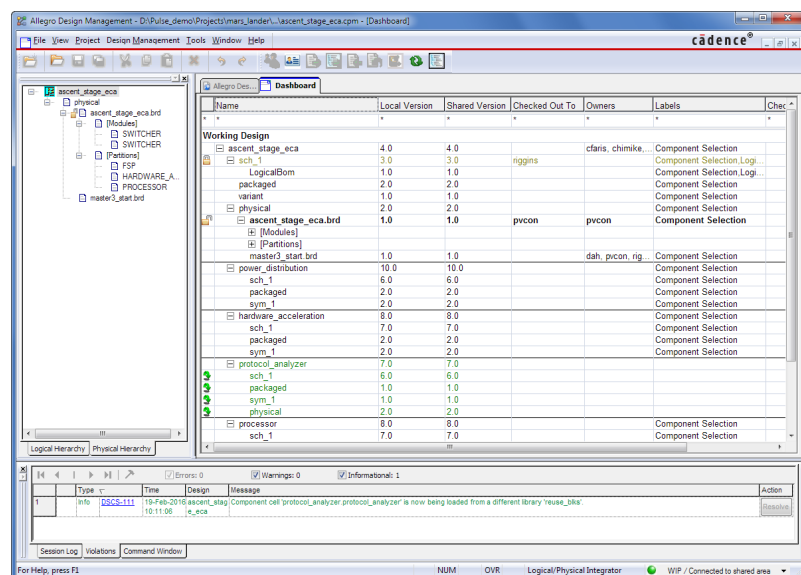 Allegro Design Management - D:\Pulse_demo\Projects\mars_lander\...\ascent_stage_eca.cpm - [Dashboard]
File View Project Design Management Tools Window Help
cādence®
Allegro Des... Dashboard
ascent_stage_eca
physical
ascent_stage_eca.brd
[Modules]
SWITCHER
SWITCHER
[Partitions]
FSP
HARDWARE_A...
PROCESSOR
master3_start.brd
Logical Hierarchy Physical Hierarchy
Name Local Version Shared Version Checked Out To Owners Labels Chec
* * * * * * * *
Working Design
ascent_stage_eca 4.0 4.0 cfaris, chimike,... Component Selection
sch_1 3.0 3.0 riggins Component Selection,Logi...
LogicalBom 1.0 1.0 Component Selection,Logi...
packaged 2.0 2.0 Component Selection
variant 1.0 1.0 Component Selection
physical 2.0 2.0 Component Selection
ascent_stage_eca.brd 1.0 1.0 pvcon pvcon Component Selection
[Modules]
[Partitions]
master3_start.brd 1.0 1.0 dah, pvcon, rig... Component Selection
power_distribution 10.0 10.0 Component Selection
sch_1 6.0 6.0 Component Selection
packaged 2.0 2.0 Component Selection
sym_1 2.0 2.0 Component Selection
hardware_acceleration 8.0 8.0 Component Selection
sch_1 7.0 7.0 Component Selection
packaged 2.0 2.0 Component Selection
sym_1 2.0 2.0 Component Selection
protocol_analyzer 7.0 7.0
sch_1 6.0 6.0
packaged 1.0 1.0
sym_1 1.0 1.0
physical 2.0 2.0
processor 8.0 8.0 Component Selection
sch_1 7.0 7.0 Component Selection
Errors: 0 Warnings: 0 Informational: 1
Type Time Design Message Action
1 Info DSCS-111 19-Feb-2016 ascent_stag Component cell 'protocol_analyzer.protocol_analyzer' is now being loaded from a different library 'reuse_blks'. Resolve
10:11:06 e_eca
Session Log Violations Command Window
For Help, press F1 NUM OVR Logical/Physical Integrator WIP / Connected to shared area